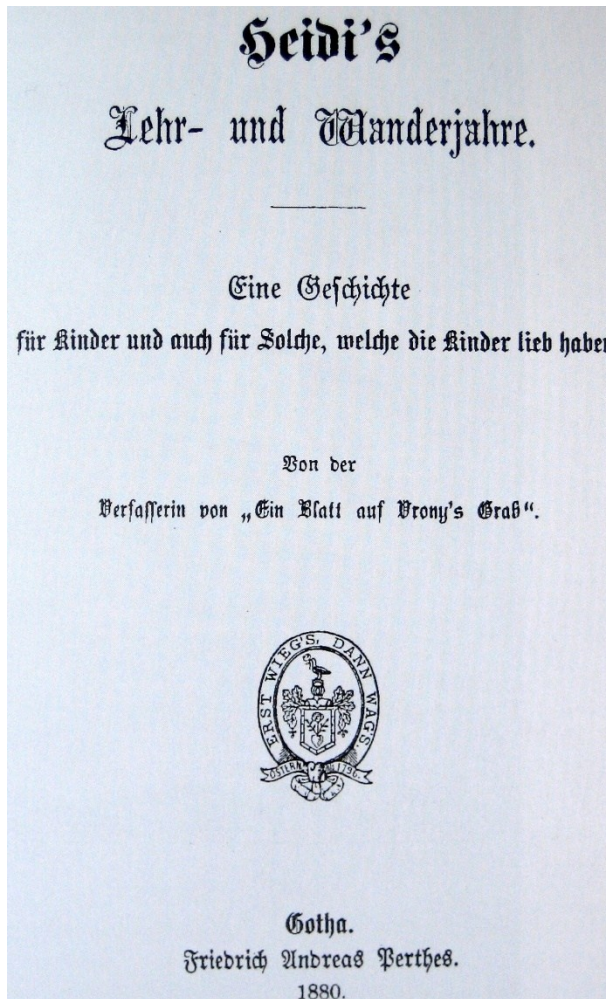 Heidi's
Lehr- und Wanderjahre.
Eine Geschichte
für Kinder und auch für Solche, welche die Kinder lieb haben
Von der
Verfasserin von „Ein Blatt auf Vrony's Grab“.
ERST WIEG'S, DANN WAG'S.
OSTERN 1796.
Gotha.
Friedrich Andreas Perthes.
1880.